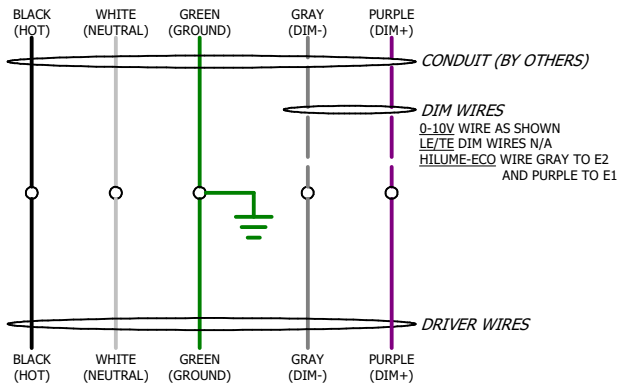 BLACK WHITE GREEN GRAY PURPLE
(HOT) (NEUTRAL) (GROUND) (DIM-) (DIM+)
CONDUIT (BY OTHERS)
DIM WIRES
0-10V WIRE AS SHOWN
LE/TE DIM WIRES N/A
HILUME-ECO WIRE GRAY TO E2
AND PURPLE TO E1
DRIVER WIRES
BLACK WHITE GREEN GRAY PURPLE
(HOT) (NEUTRAL) (GROUND) (DIM-) (DIM+)